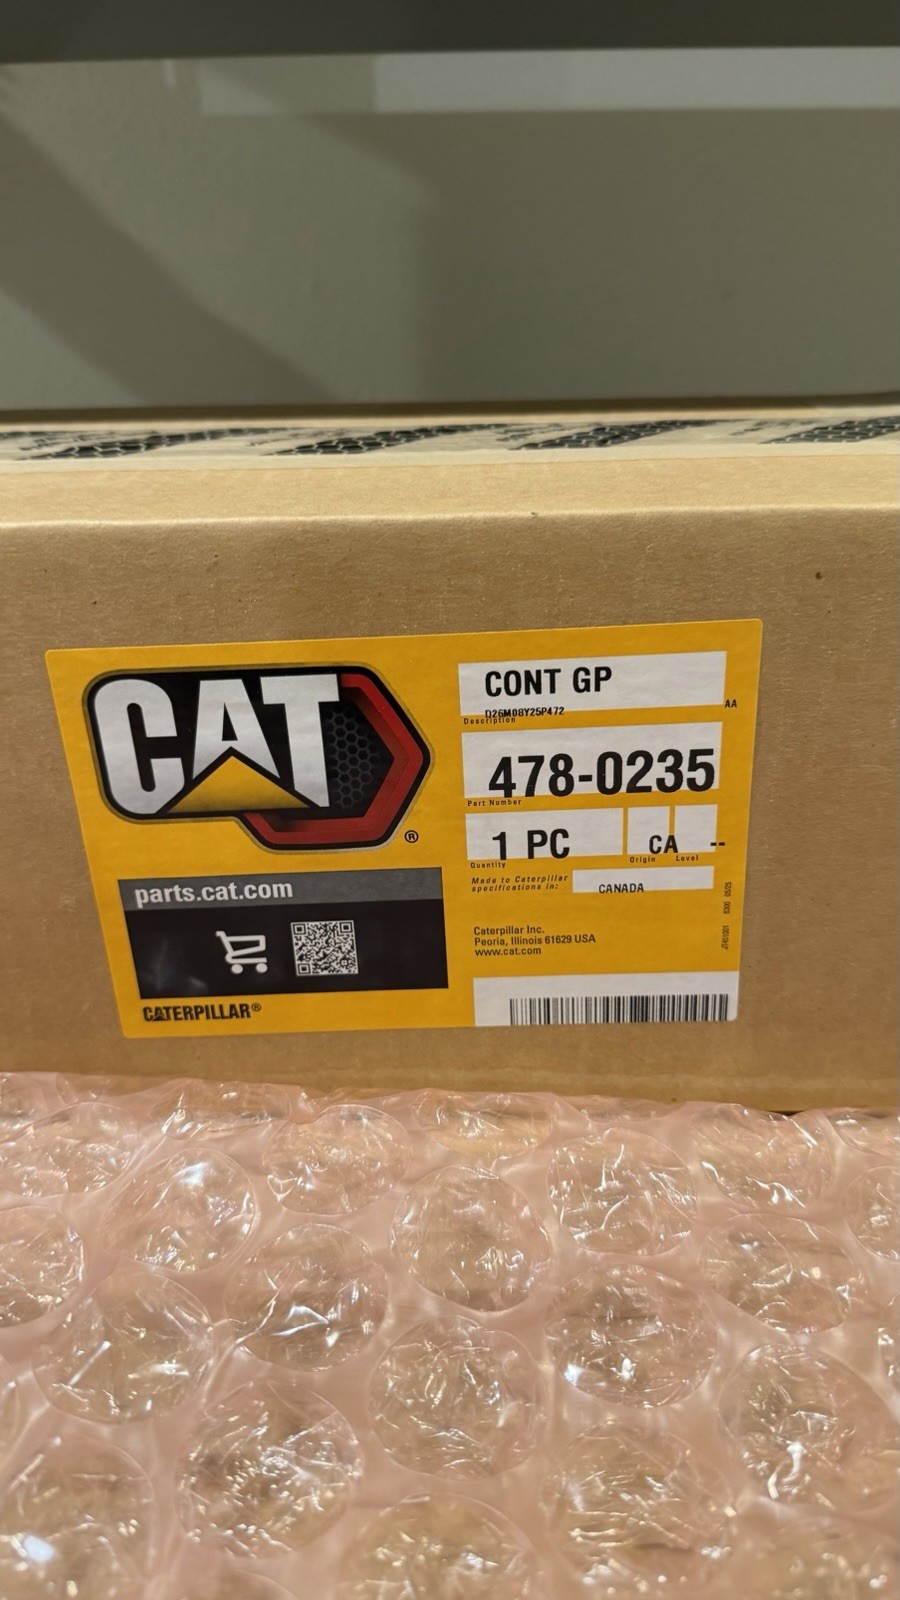 CAT
®
parts.cat.com
CATERPILLAR®
CONT GP
D26M08Y25P472
Description
AA
478-0235
Part Number
1 PC
CA
--
Quantity
Origin
Level
Made to Caterpillar
specifications in:
CANADA
Caterpillar Inc.
Peoria, Illinois 61629 USA
www.cat.com